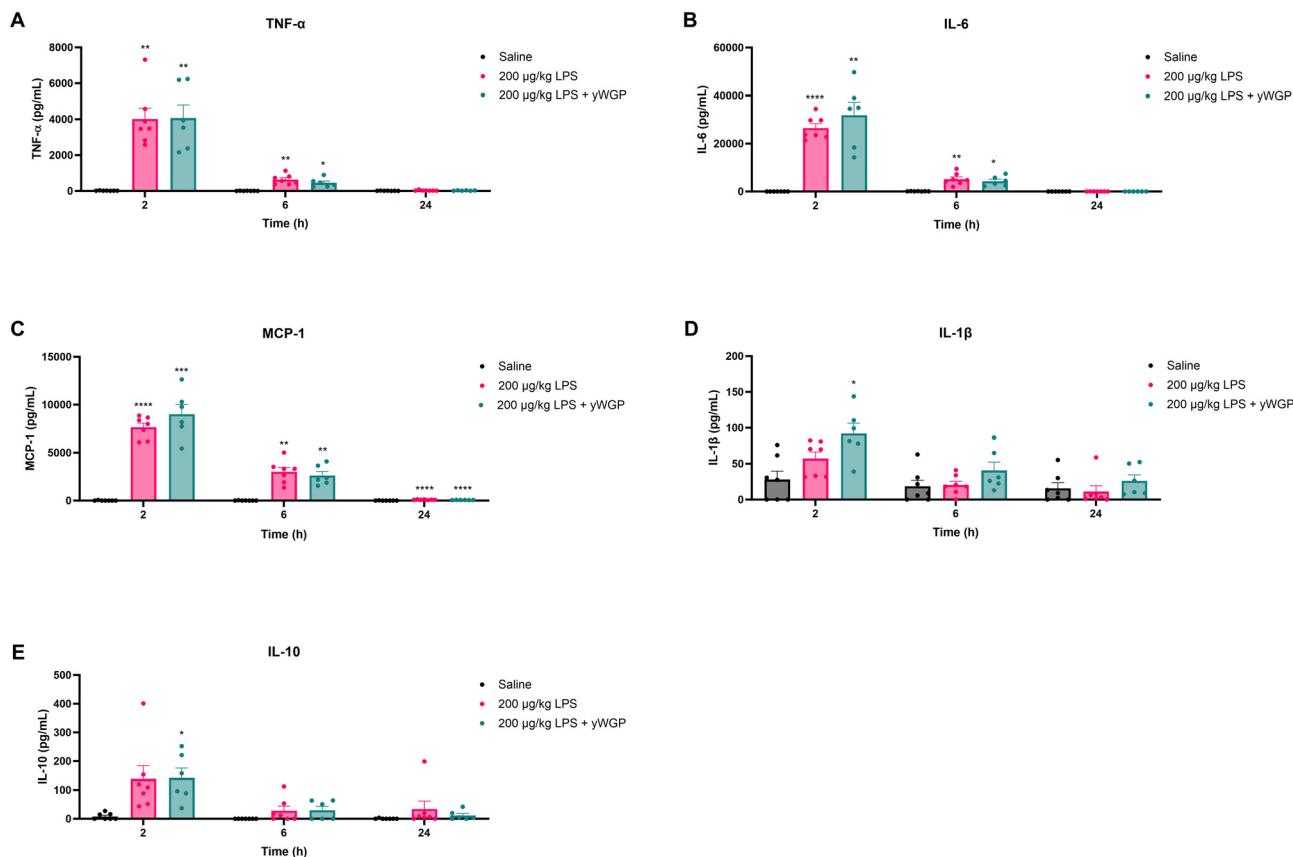 A
TNF-α
8000
6000
4000
2000
0
TNF-α (pg/mL)
**
**
**
*
2
6
24
Time (h)
Saline
200 µg/kg LPS
200 µg/kg LPS + yWGP
B
IL-6
60000
40000
20000
0
IL-6 (pg/mL)
****
**
**
*
2
6
24
Time (h)
Saline
200 µg/kg LPS
200 µg/kg LPS + yWGP
C
MCP-1
15000
10000
5000
0
MCP-1 (pg/mL)
****
***
**
**
****
****
2
6
24
Time (h)
Saline
200 µg/kg LPS
200 µg/kg LPS + yWGP
D
IL-1β
200
150
100
50
0
IL-1β (pg/mL)
*
2
6
24
Time (h)
Saline
200 µg/kg LPS
200 µg/kg LPS + yWGP
E
IL-10
500
400
300
200
100
0
IL-10 (pg/mL)
*
2
6
24
Time (h)
Saline
200 µg/kg LPS
200 µg/kg LPS + yWGP